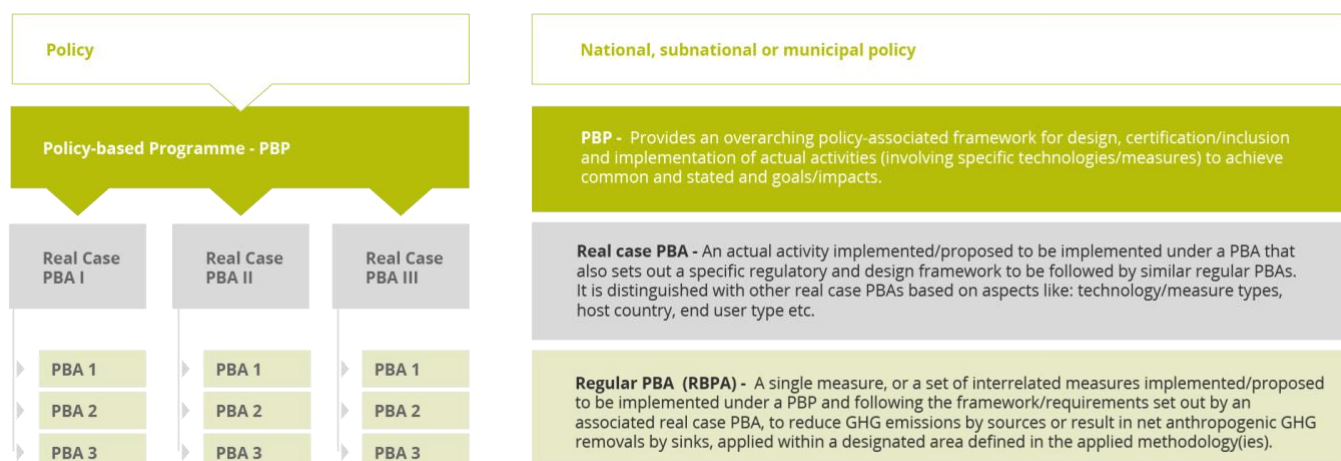 Policy
Policy-based Programme - PBP
Real Case
PBA I
Real Case
PBA II
Real Case
PBA III
PBA 1
PBA 2
PBA 3
PBA 1
PBA 2
PBA 3
PBA 1
PBA 2
PBA 3
National, subnational or municipal policy
PBP - Provides an overarching policy-associated framework for design, certification/inclusion
and implementation of actual activities (involving specific technologies/measures) to achieve
common and stated and goals/impacts.
Real case PBA - An actual activity implemented/proposed to be implemented under a PBA that
also sets out a specific regulatory and design framework to be followed by similar regular PBAs.
It is distinguished with other real case PBAs based on aspects like: technology/measure types,
host country, end user type etc.
Regular PBA (RBPA) - A single measure, or a set of interrelated measures implemented/proposed
to be implemented under a PBP and following the framework/requirements set out by an
associated real case PBA, to reduce GHG emissions by sources or result in net anthropogenic GHG
removals by sinks, applied within a designated area defined in the applied methodology(ies).